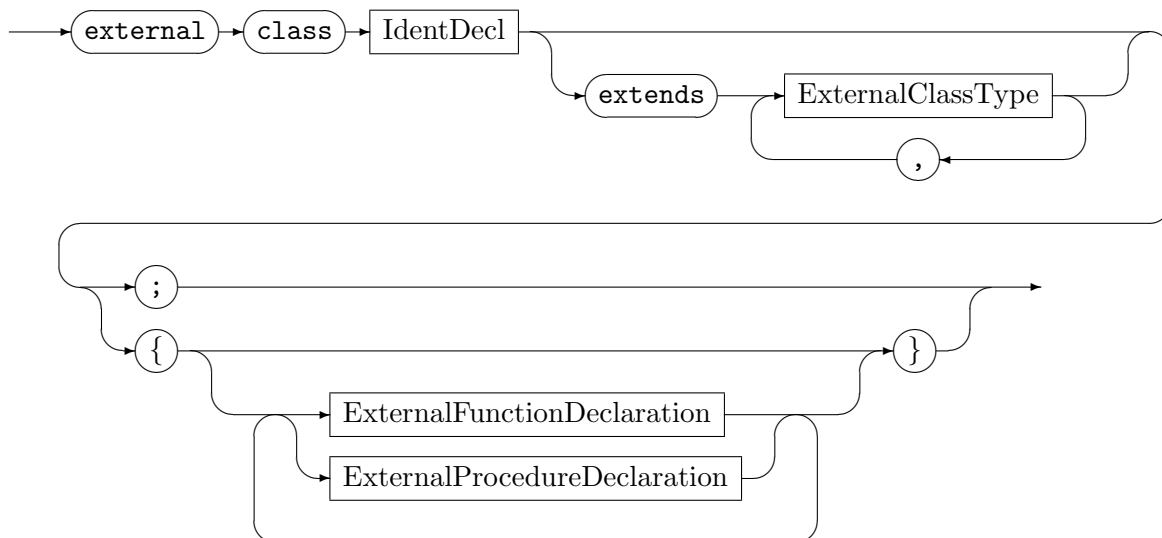 external class IdentDecl
extends ExternalClassType
,
;
{ }
ExternalFunctionDeclaration
ExternalProcedureDeclaration